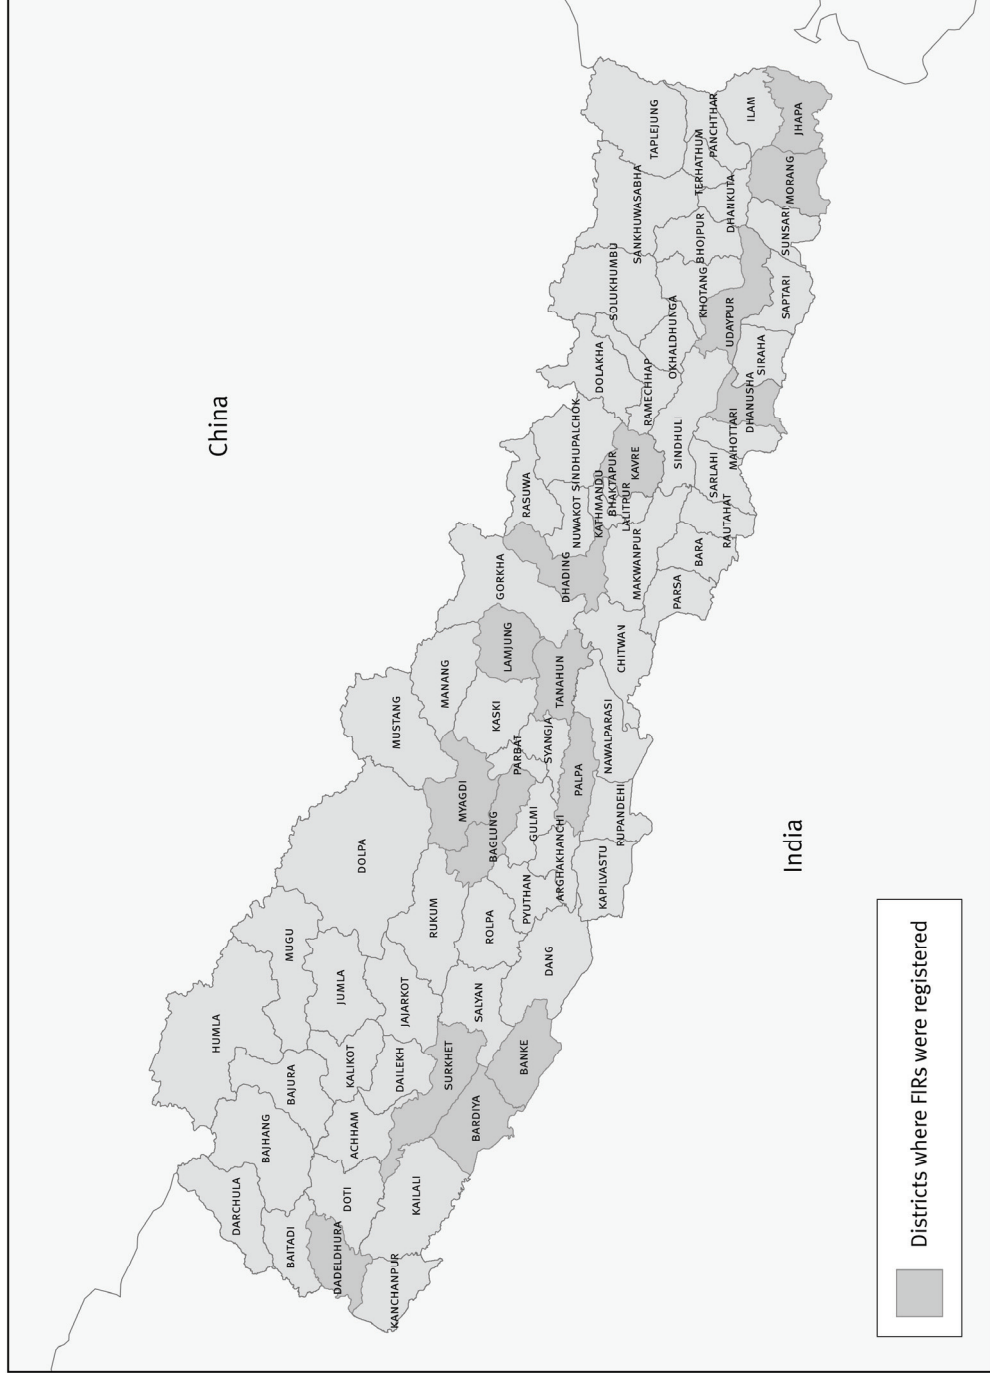 China
HUMLA
DARCHULA
BAJHANG
BAJURA
MUGU
BAITADI
DADELDHURA
DOTI
ACHHAM
KALIKOT
JUMLA
DOLPA
MUSTANG
KANCHANPUR
KAILALI
DAILEKH
JAJARKOT
RUKUM
MYAGDI
MANANG
BARDIYA
SURKHET
SALYAN
ROLPA
BAGLUNG
PARBAT
KASKI
LAMJUNG
GORKHA
RASUWA
BANKE
DANG
PYUTHAN
ARGHAKHANCHI
GULMI
SYANGJA
TANAHUN
DHADING
NUWAKOT
SINDHUPALCHOK
DOLAKHA
SOLUKHUMBU
SANKHUWASABHA
TAPLEJUNG
KAPILVASTU
RUPANDEHI
PALPA
NAWALPARASI
CHITWAN
MAKWANPUR
KATHMANDU
BHAKTAPUR
LALITPUR
KAVRE
RAMECHHAP
OKHALDHUNGA
KHOTANG
BHOJPUR
TERHATHUM
PANCHTHAR
PARSA
BARA
RAUTAHAT
SARLAHI
SINDHUL
MAHOTTARI
DHANUSHA
SIRAHA
UDAYPUR
SAPTARI
SUNSARI
DHANKUTA
MORANG
ILAM
JHAPA
India
Districts where FIRs were registered